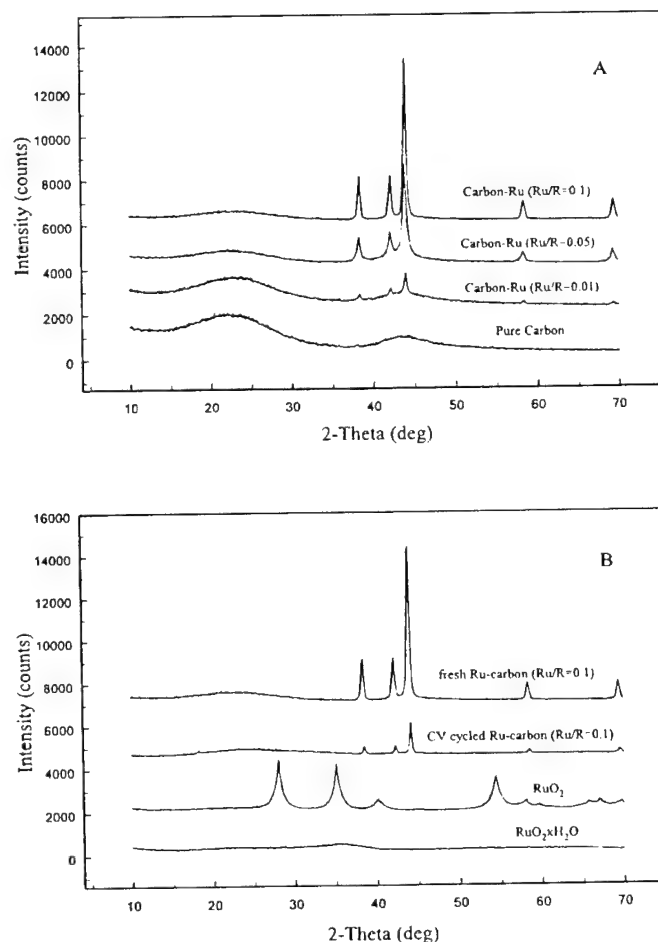 A
14000
12000
10000
8000
6000
4000
2000
0
Intensity (counts)
Carbon-Ru (Ru/R=0.1)
Carbon-Ru (Ru/R=0.05)
Carbon-Ru (Ru/R=0.01)
Pure Carbon
10 20 30 40 50 60 70
2-Theta (deg)
B
16000
14000
12000
10000
8000
6000
4000
2000
0
Intensity (counts)
fresh Ru-carbon (Ru/R=0.1)
CV cycled Ru-carbon (Ru/R=0.1)
RuO₂
RuO₂xH₂O
10 20 30 40 50 60 70
2-Theta (deg)